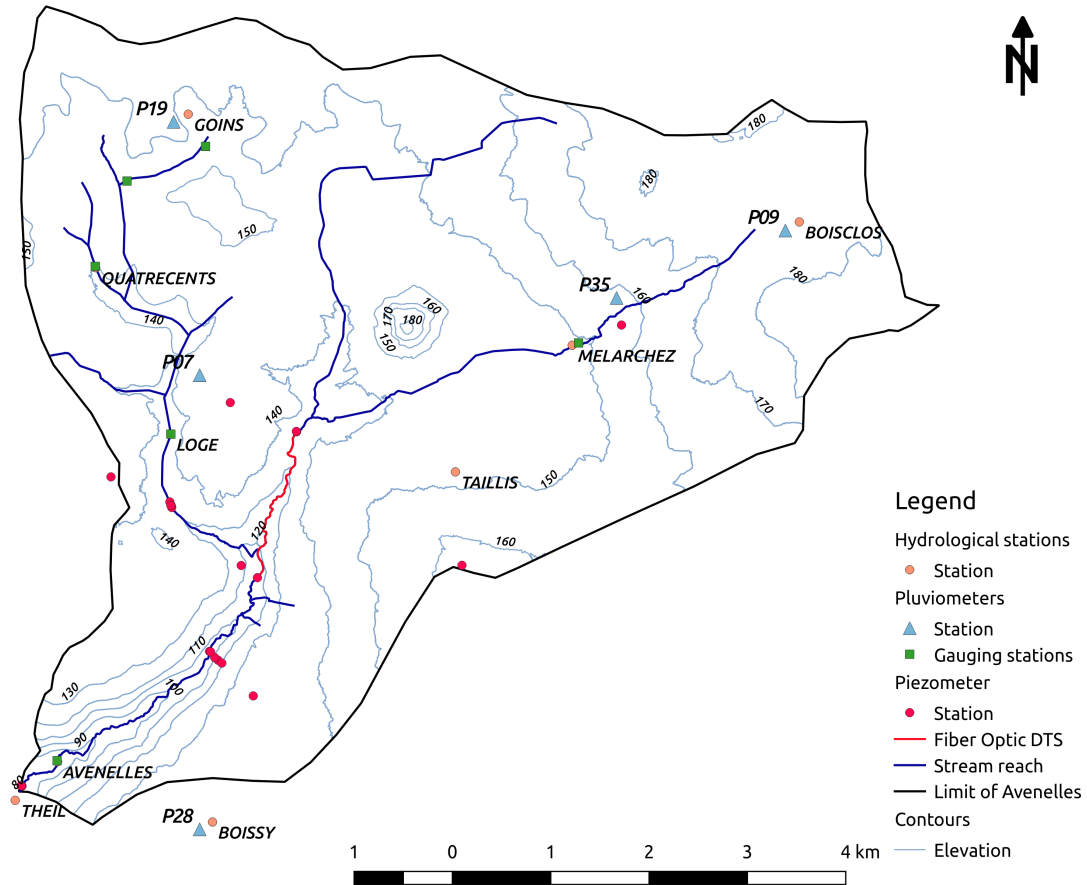 N
P19
GOINS
180
180
150
150
P09
BOISCLOS
QUATRECENTS
180
P35
160
160
170
180
150
140
MELARCHEZ
P07
140
170
LOGE
TAILLIS
150
120
140
160
110
130
100
90
AVENELLES
80
THEIL
P28
BOISSY
1 0 1 2 3 4 km
Legend
Hydrological stations
Station
Pluviometers
Station
Gauging stations
Piezometer
Station
Fiber Optic DTS
Stream reach
Limit of Avenelles
Contours
Elevation